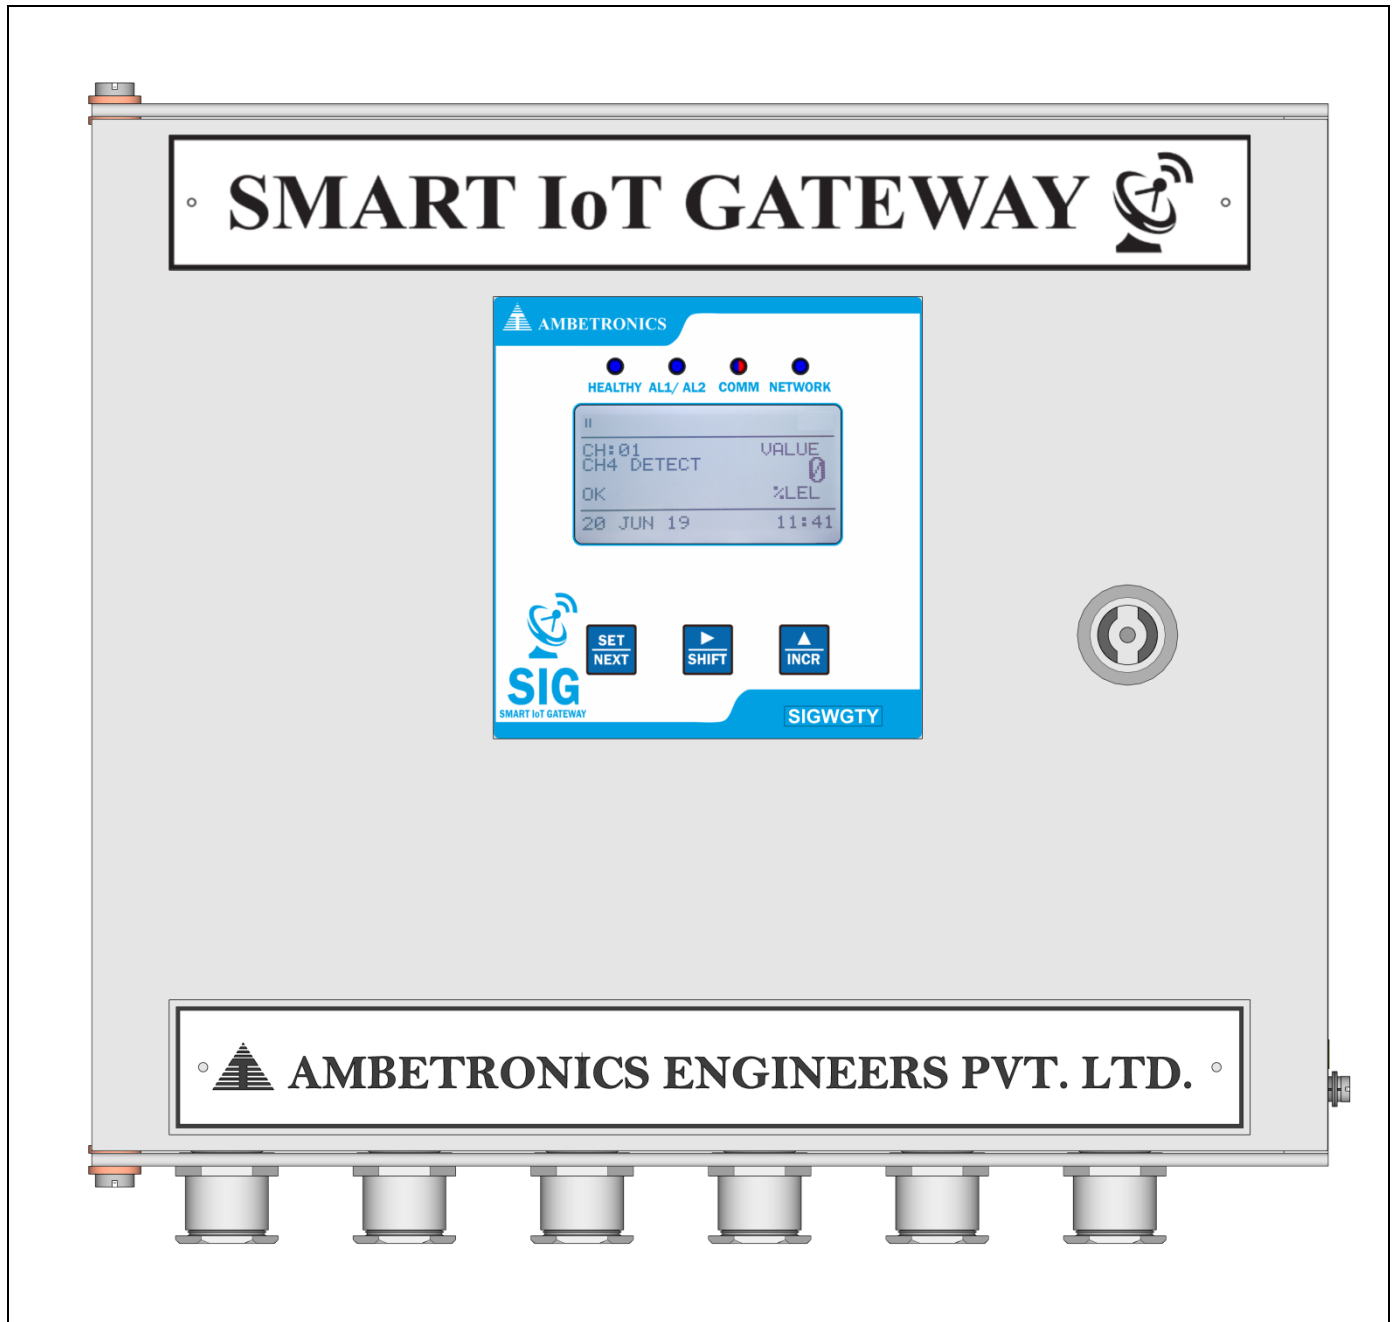 SMART IoT GATEWAY
AMBETRONICS
HEALTHY AL1/ AL2 COMM NETWORK
CH:01 VALUE
CH4 DETECT 0
OK %LEL
20 JUN 19 11:41
SET
NEXT
SHIFT
INCR
SIG
SMART IoT GATEWAY
SIGWGTY
AMBETRONICS ENGINEERS PVT. LTD.